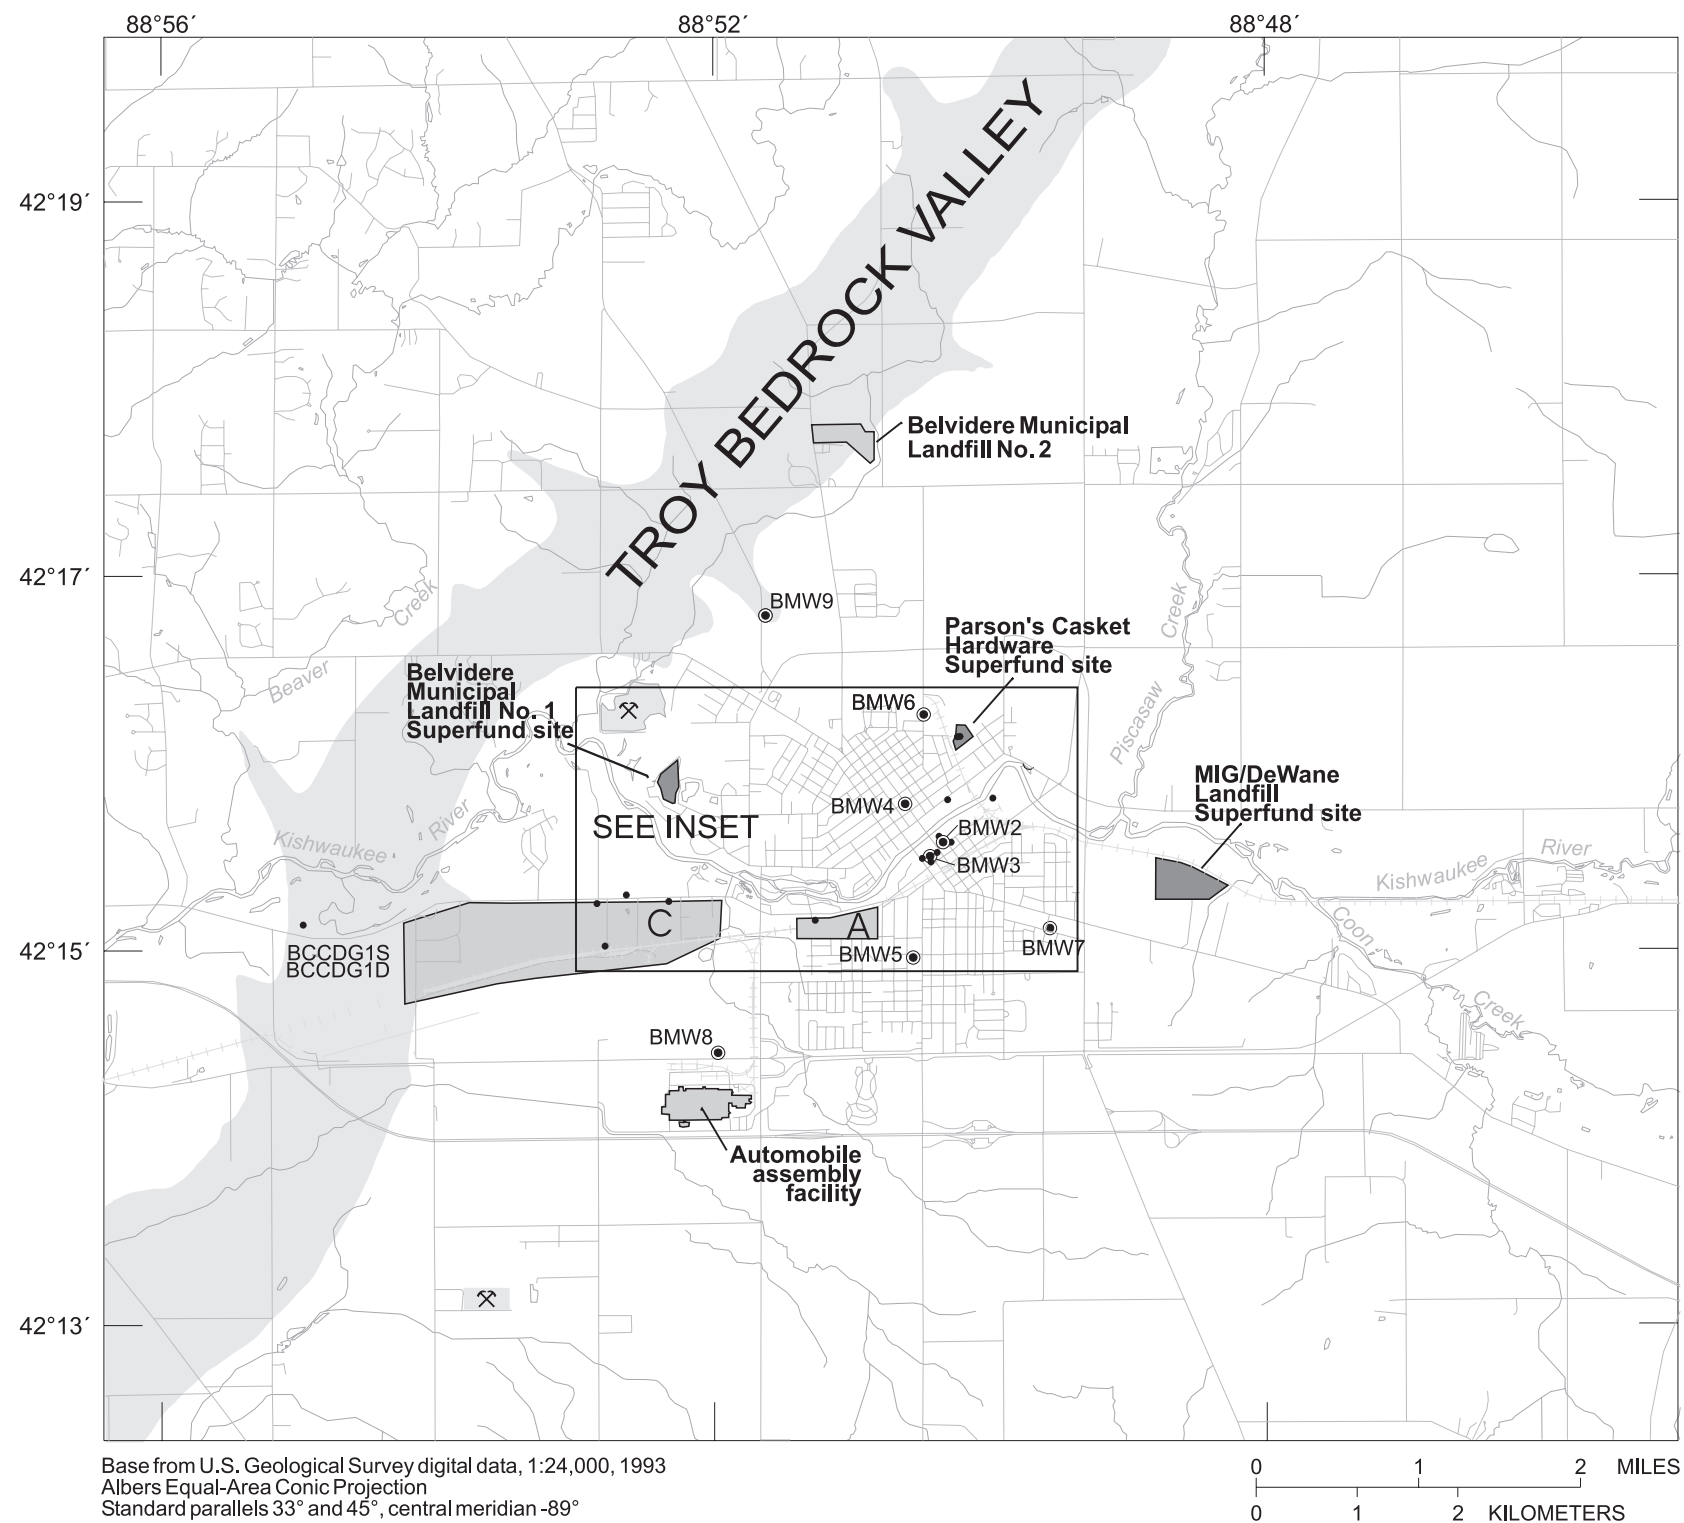 88°56´
88°52´
88°48´
42°19´
42°17´
42°15´
42°13´
TROY BEDROCK VALLEY
Belvidere Municipal
Landfill No. 2
BMW9
Creek
Beaver
Creek
Piscasaw
Parson's Casket
Hardware
Superfund site
Belvidere
Municipal
Landfill No. 1
Superfund site
BMW6
MIG/DeWane
Landfill
Superfund site
BMW4
SEE INSET
BMW2
BMW3
Kishwaukee
River
Kishwaukee
River
C
A
BCCDG1S
BCCDG1D
BMW5
BMW7
Coon
Creek
BMW8
Automobile
assembly
facility
Base from U.S. Geological Survey digital data, 1:24,000, 1993
Albers Equal-Area Conic Projection
Standard parallels 33° and 45°, central meridian -89°
0 1 2 MILES
0 1 2 KILOMETERS